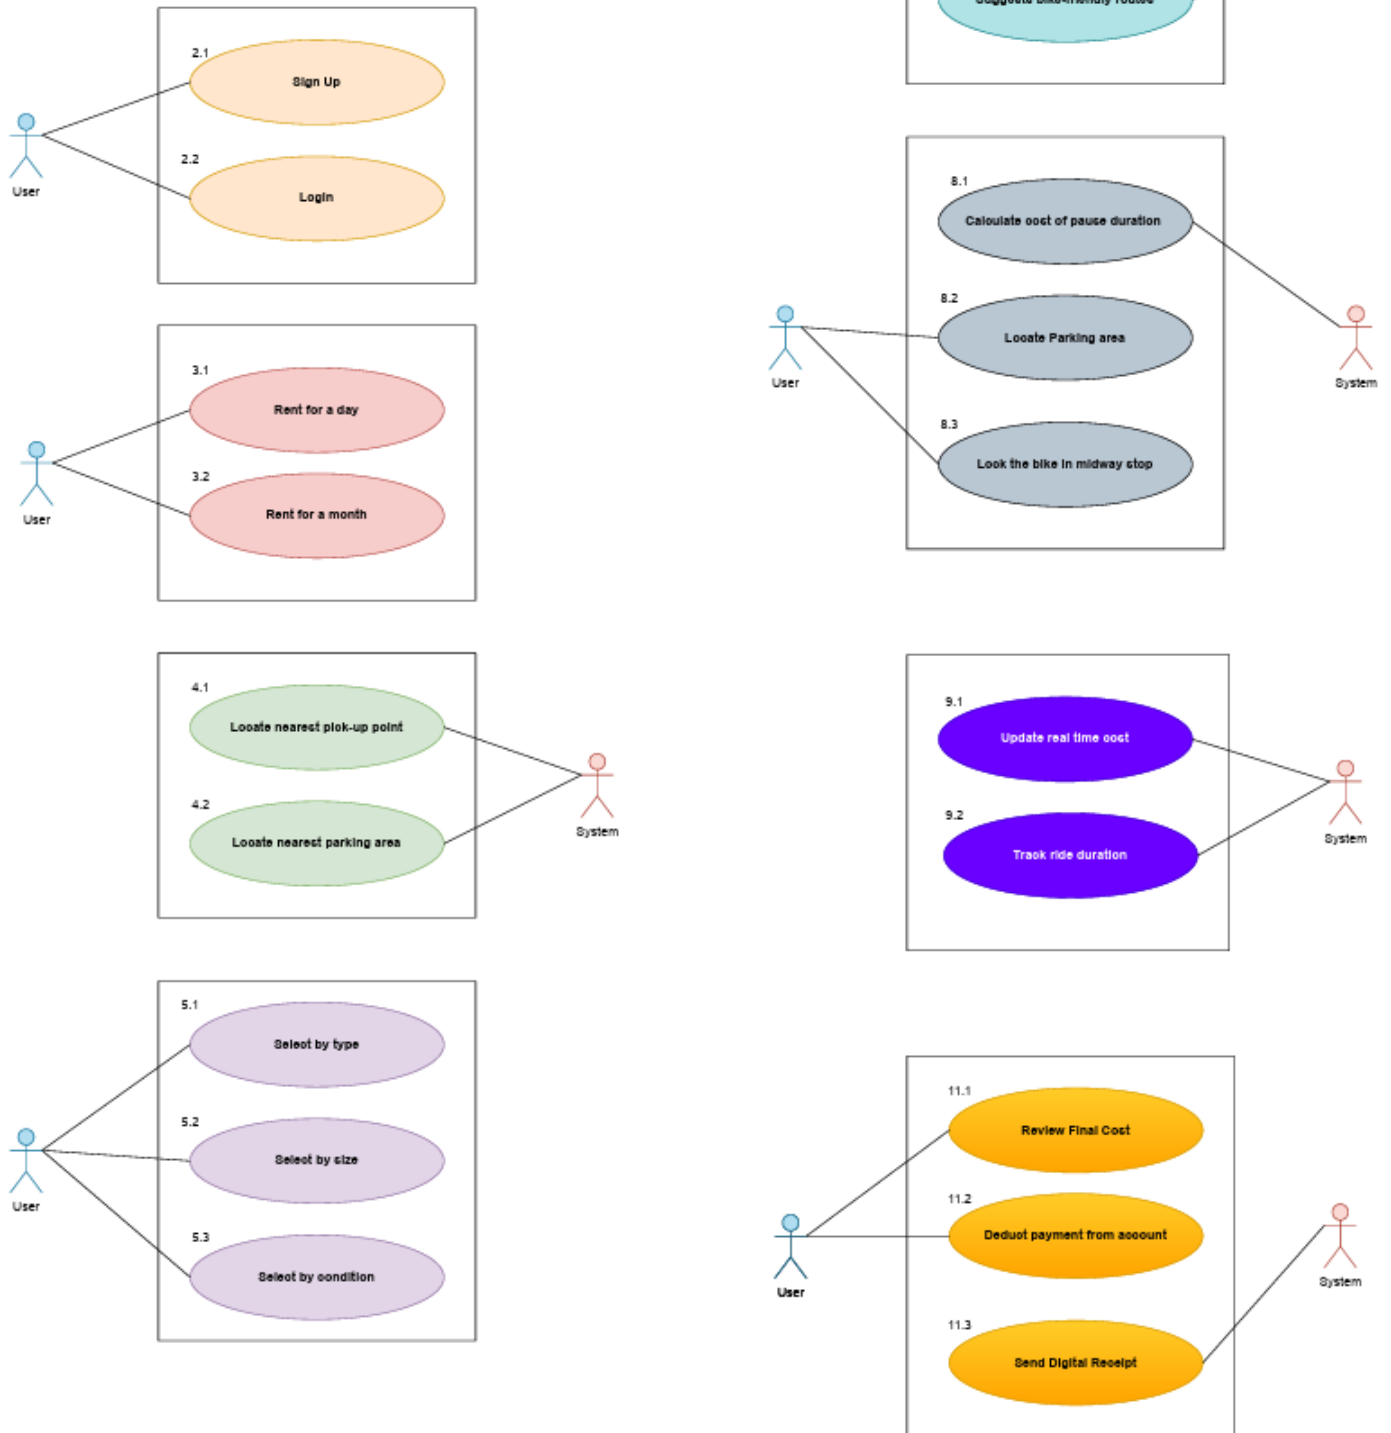 2.1
Sign Up
2.2
Login
User
3.1
Rent for a day
3.2
Rent for a month
User
4.1
Locate nearest pick-up point
4.2
Locate nearest parking area
System
5.1
Select by type
5.2
Select by size
5.3
Select by condition
User
Suggests bike-friendly routes
8.1
Calculate cost of pause duration
8.2
Locate Parking area
8.3
Lock the bike in midway stop
User
System
9.1
Update real time cost
9.2
Track ride duration
System
11.1
Review Final Cost
11.2
Deduct payment from account
11.3
Send Digital Receipt
User
System